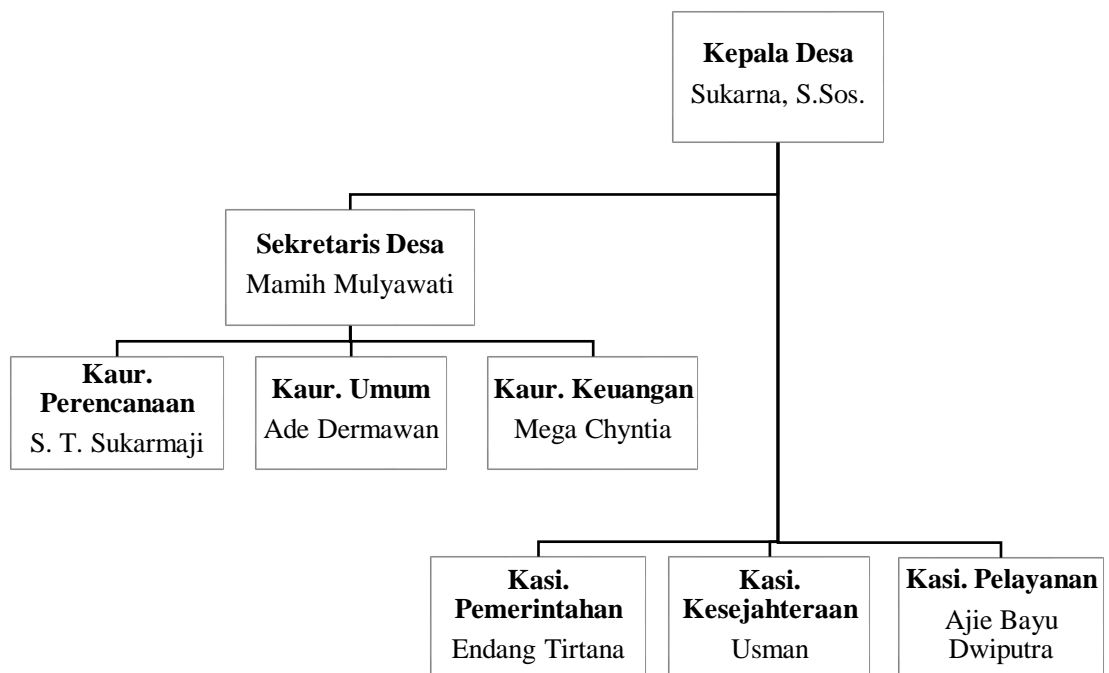 Kepala Desa
Sukarna, S.Sos.
Sekretaris Desa
Mamih Mulyawati
Kaur.
Perencanaan
S. T. Sukarmaji
Kaur. Umum
Ade Dermawan
Kaur. Keuangan
Mega Chyntia
Kasi.
Pemerintahan
Endang Tirtana
Kasi.
Kesejahteraan
Usman
Kasi. Pelayanan
Ajie Bayu
Dwiputra